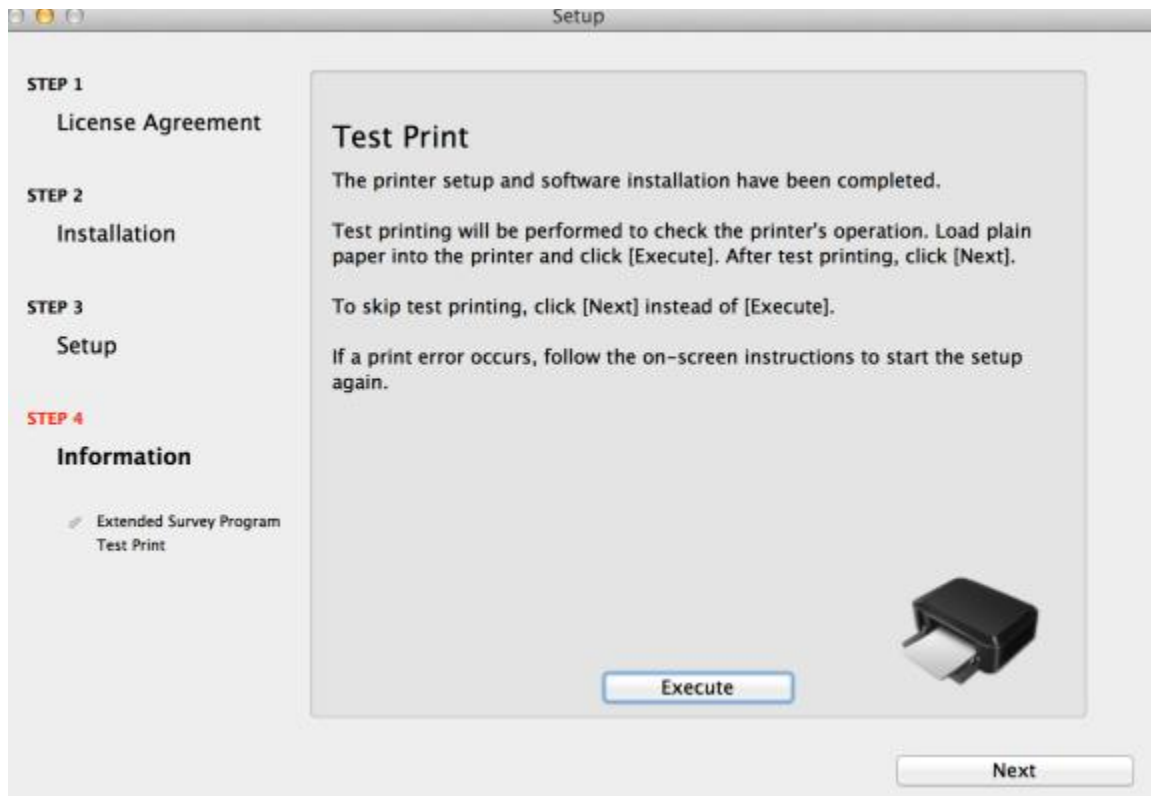 Setup
STEP 1
License Agreement
STEP 2
Installation
STEP 3
Setup
STEP 4
Information
Extended Survey Program
Test Print
Test Print
The printer setup and software installation have been completed.
Test printing will be performed to check the printer's operation. Load plain
paper into the printer and click [Execute]. After test printing, click [Next].
To skip test printing, click [Next] instead of [Execute].
If a print error occurs, follow the on-screen instructions to start the setup
again.
Execute
Next